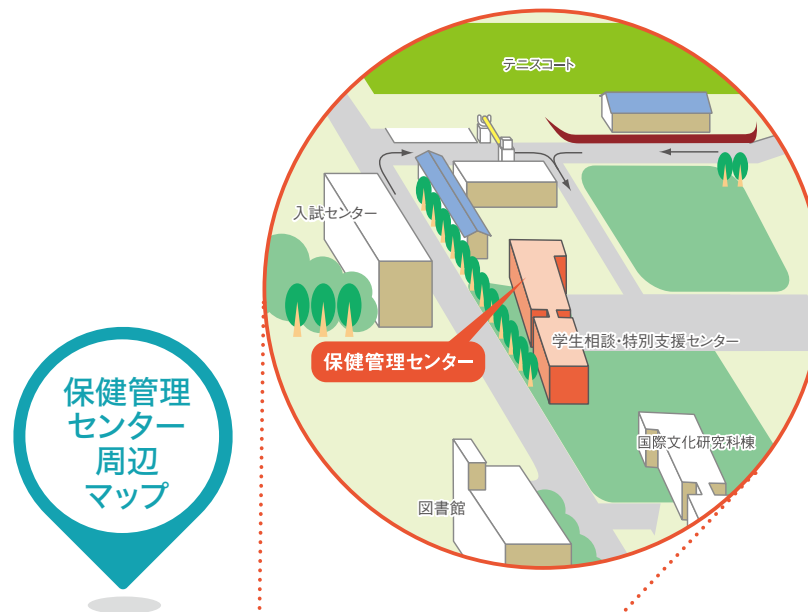 テニスコート
入試センター
学生相談・特別支援センター
保健管理センター
国際文化研究科棟
図書館
保健管理
センター
周辺
マップ